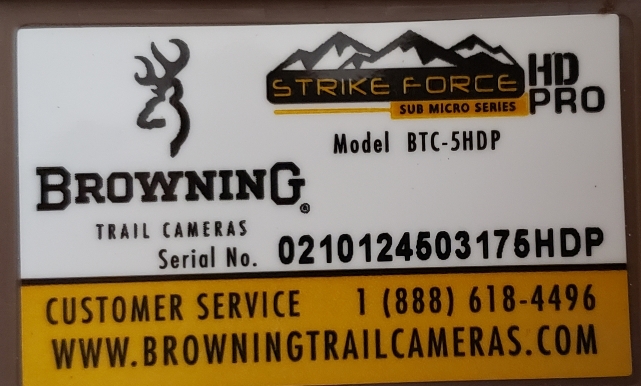 STRIKE FORCE HD
SUB MICRO SERIES PRO
Model BTC-5HDP
BROWNING®
TRAIL CAMERAS
Serial No. 0210124503175HDP
CUSTOMER SERVICE 1 (888) 618-4496
WWW.BROWNINGTRAILCAMERAS.COM